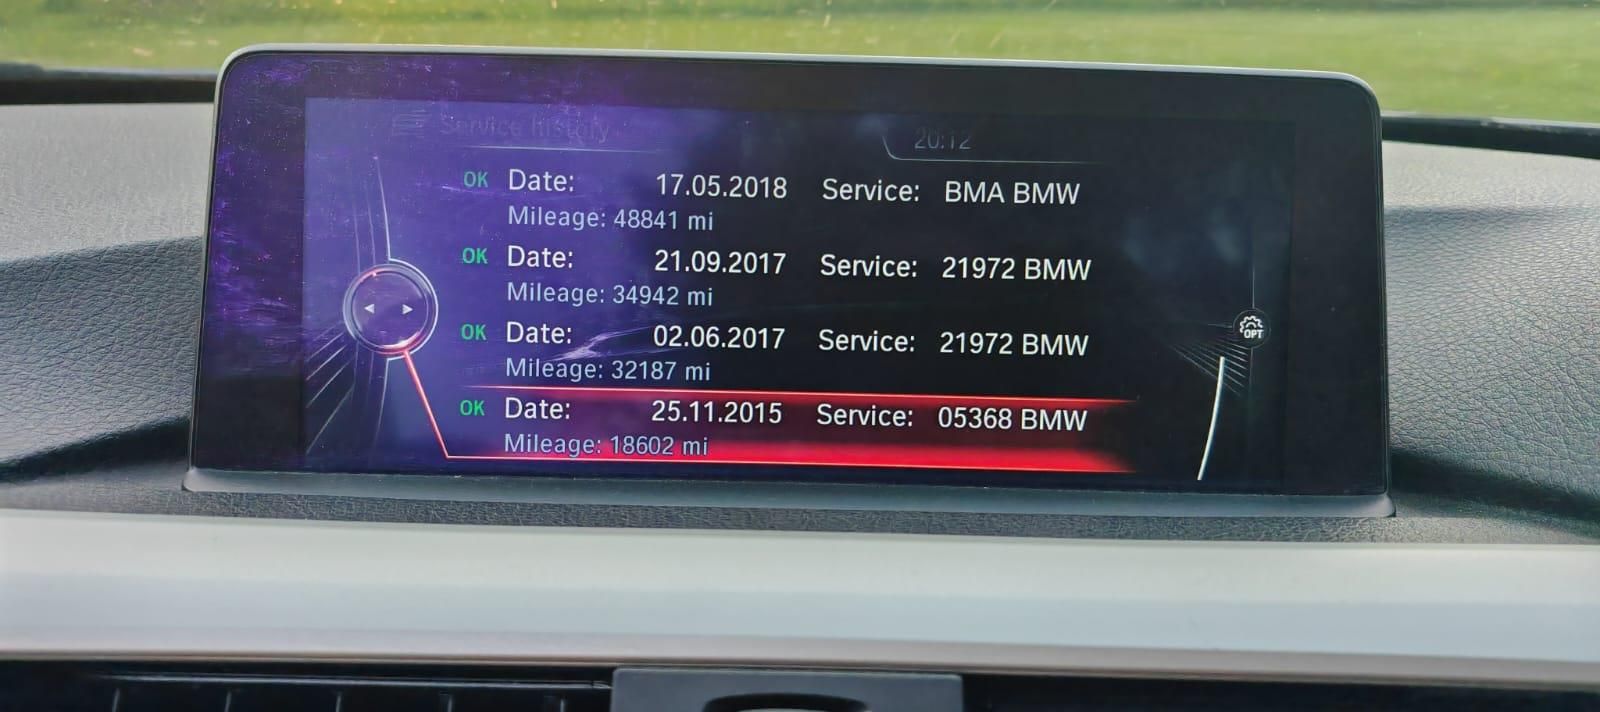 Service history
20:12
OK Date: 17.05.2018 Service: BMA BMW
Mileage: 48841 mi
OK Date: 21.09.2017 Service: 21972 BMW
Mileage: 34942 mi
OK Date: 02.06.2017 Service: 21972 BMW
Mileage: 32187 mi
OK Date: 25.11.2015 Service: 05368 BMW
Mileage: 18602 mi
OPT